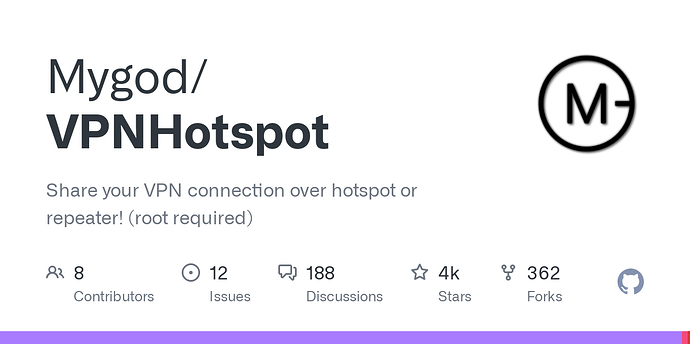 Mygod/
VPNHotspot
M
Share your VPN connection over hotspot or
repeater! (root required)
8
Contributors
12
Issues
188
Discussions
4k
Stars
362
Forks